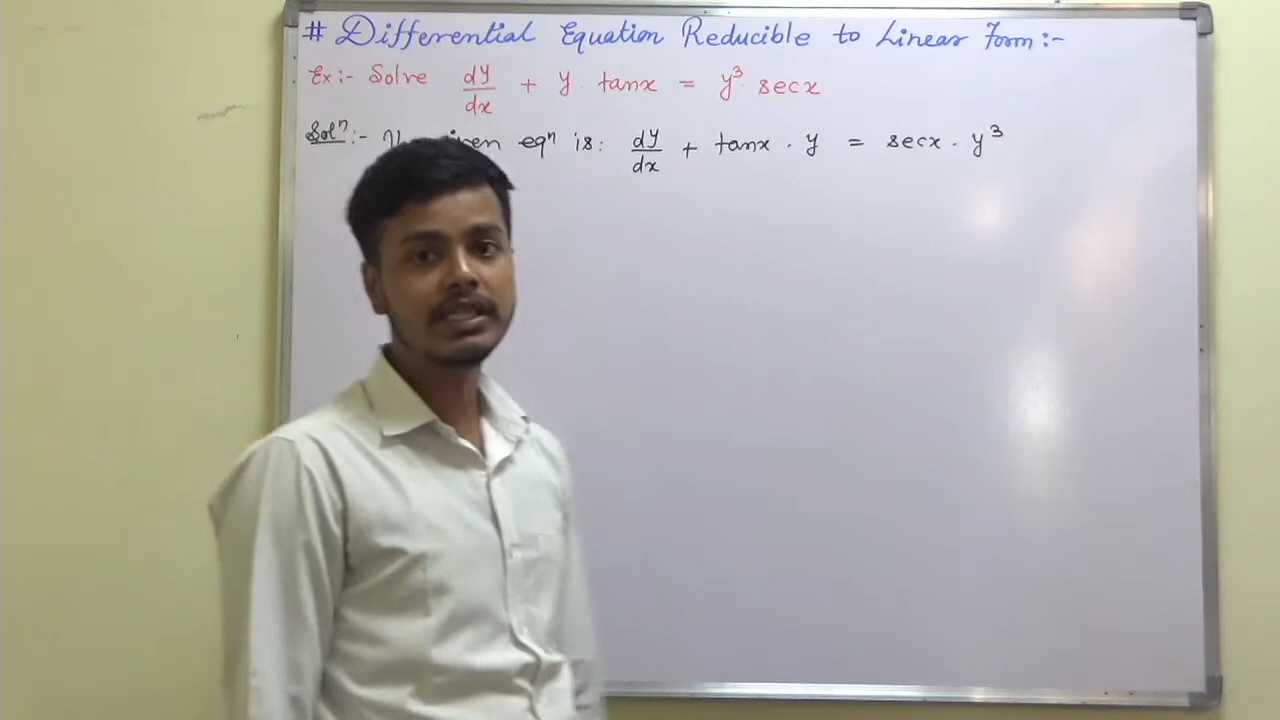 # Differential Equation Reducible to Linear Form:-
Ex:- Solve dy/dx + y. tanx = y³. secx
Solⁿ:- eqⁿ is: dy/dx + tanx . y = secx . y³